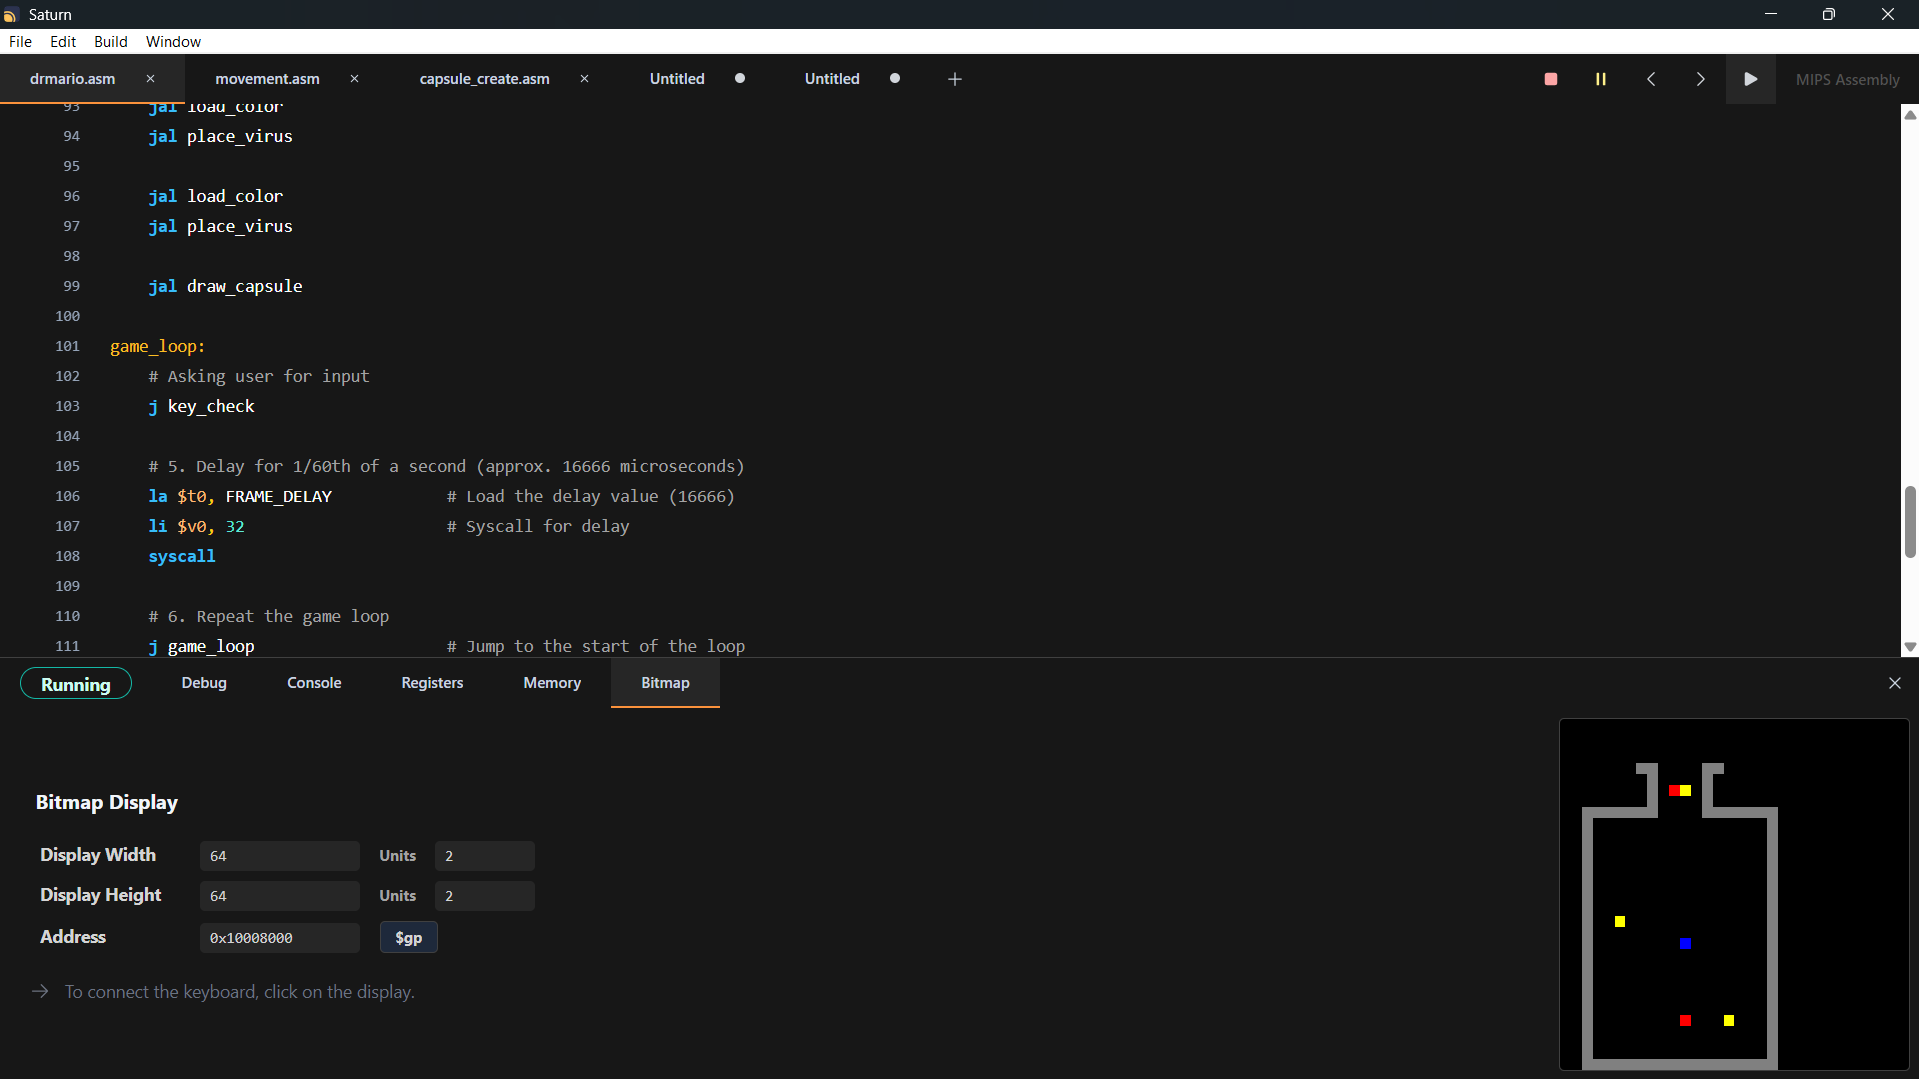 Saturn
File Edit Build Window
drmario.asm movement.asm capsule_create.asm Untitled Untitled MIPS Assembly
93 jal load_color
94 jal place_virus
95
96 jal load_color
97 jal place_virus
98
99 jal draw_capsule
100
101 game_loop:
102 # Asking user for input
103 j key_check
104
105 # 5. Delay for 1/60th of a second (approx. 16666 microseconds)
106 la $t0, FRAME_DELAY # Load the delay value (16666)
107 li $v0, 32 # Syscall for delay
108 syscall
109
110 # 6. Repeat the game loop
111 j game_loop # Jump to the start of the loop
Running Debug Console Registers Memory Bitmap
Bitmap Display
Display Width 64 Units 2
Display Height 64 Units 2
Address 0x10008000 $gp
→ To connect the keyboard, click on the display.